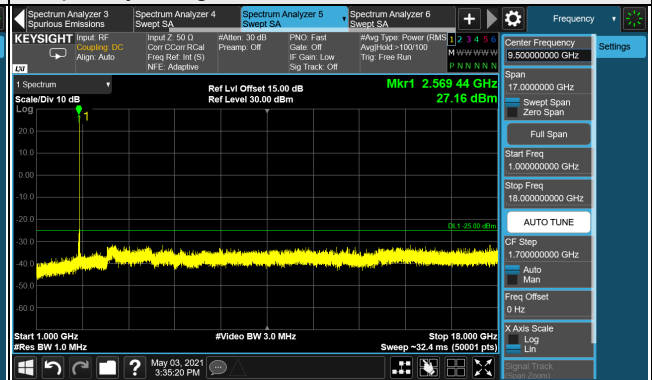 Spectrum Analyzer 3
Spurious Emissions
Spectrum Analyzer 4
Swept SA
Spectrum Analyzer 5
Swept SA
Spectrum Analyzer 6
Swept SA
Frequency
KEYSIGHT
LXI
Input: RF
Coupling: DC
Align: Auto
Input Z: 50 Ω
Corr CCorr RCal
Freq Ref: Int (S)
NFE: Adaptive
#Atten: 30 dB
Preamp: Off
PNO: Fast
Gate: Off
IF Gain: Low
Sig Track: Off
#Avg Type: Power (RMS
Avg|Hold:>100/100
Trig: Free Run
1 2 3 4 5 6
M W W W W W
P N N N N N
1 Spectrum
Scale/Div 10 dB
Log
Ref Lvl Offset 15.00 dB
Ref Level 30.00 dBm
Mkr1 2.569 44 GHz
27.16 dBm
1
20.0
10.0
0.00
-10.0
-20.0
-30.0
-40.0
-50.0
-60.0
DL1 -25.00 dBm
Start 1.000 GHz
#Res BW 1.0 MHz
#Video BW 3.0 MHz
Stop 18.000 GHz
Sweep ~32.4 ms (50001 pts)
Center Frequency
9.500000000 GHz
Settings
Span
17.0000000 GHz
Swept Span
Zero Span
Full Span
Start Freq
1.000000000 GHz
Stop Freq
18.00000000 GHz
AUTO TUNE
CF Step
1.700000000 GHz
Auto
Man
Freq Offset
0 Hz
X Axis Scale
Log
Lin
Signal Track
(Span Zoom)
?
May 03, 2021
3:35:20 PM